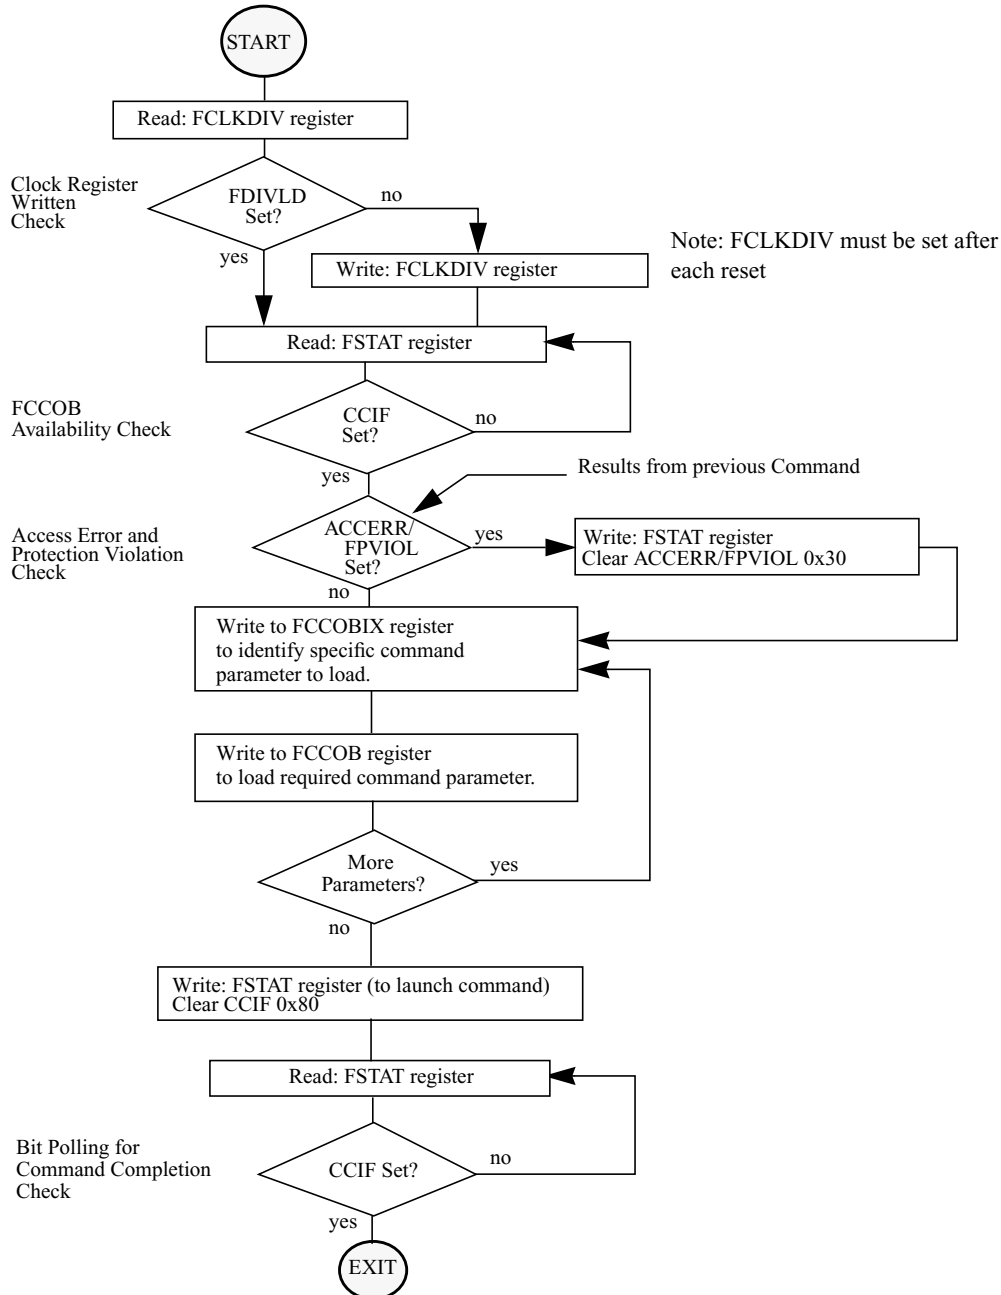 START
Read: FCLKDIV register
Clock Register
Written
Check
FDIVLD
Set?
no
yes
Write: FCLKDIV register
Note: FCLKDIV must be set after
each reset
Read: FSTAT register
FCCOB
Availability Check
CCIF
Set?
no
yes
Results from previous Command
Access Error and
Protection Violation
Check
ACCERR/
FPVIOL
Set?
yes
no
Write: FSTAT register
Clear ACCERR/FPVIOL 0x30
Write to FCCOBIX register
to identify specific command
parameter to load.
Write to FCCOB register
to load required command parameter.
More
Parameters?
yes
no
Write: FSTAT register (to launch command)
Clear CCIF 0x80
Read: FSTAT register
Bit Polling for
Command Completion
Check
CCIF Set?
no
yes
EXIT